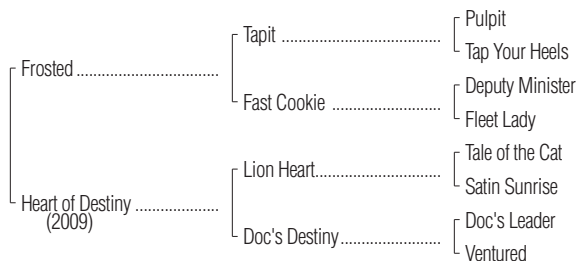 Pulpit
Tapit ................................................
Tap Your Heels
Frosted ...........................................
Deputy Minister
Fast Cookie ..................................
Fleet Lady
Tale of the Cat
Lion Heart.......................................
Satin Sunrise
Heart of Destiny .........................
(2009)
Doc's Leader
Doc's Destiny...............................
Ventured